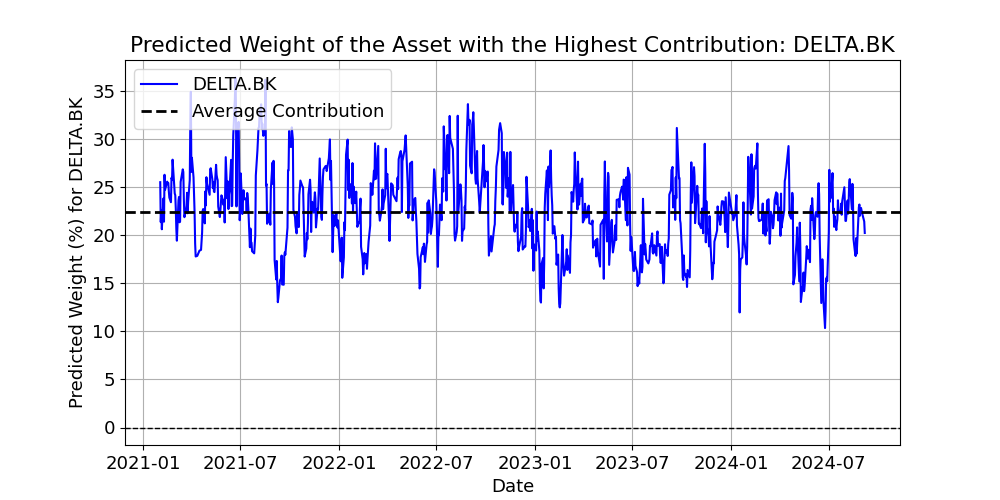 Predicted Weight of the Asset with the Highest Contribution: DELTA.BK
DELTA.BK
Average Contribution
Predicted Weight (%) for DELTA.BK
35
30
25
20
15
10
5
0
2021-01 2021-07 2022-01 2022-07 2023-01 2023-07 2024-01 2024-07
Date